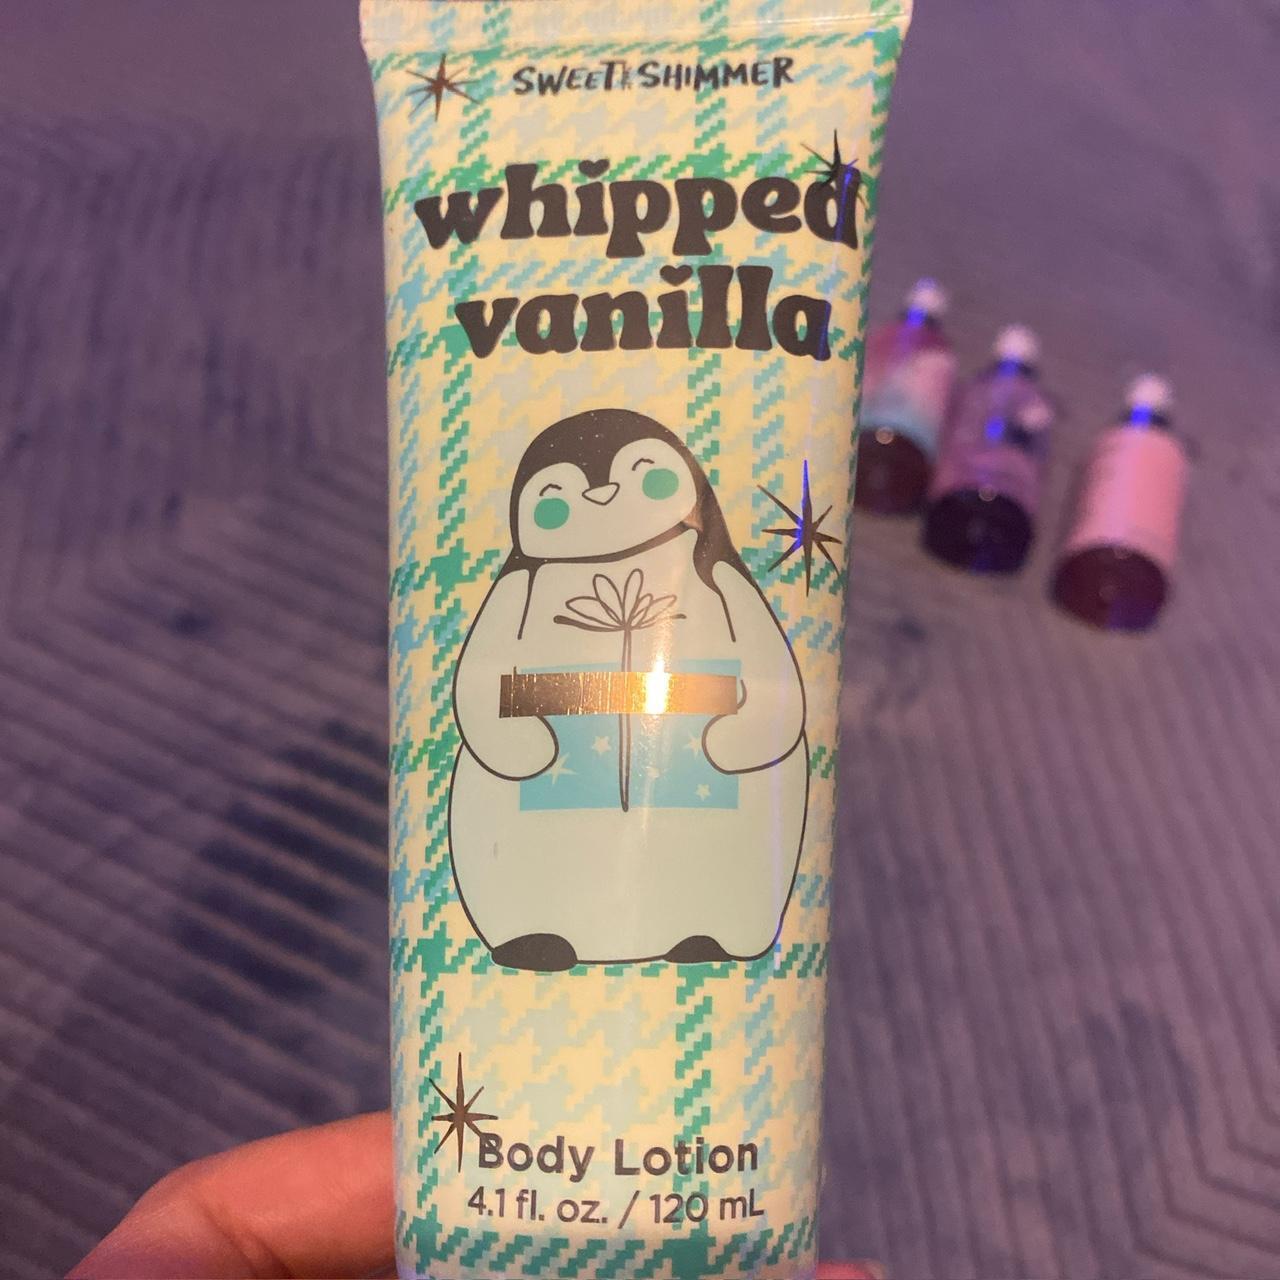 SWEET & SHIMMER
whipped
vanilla
Body Lotion
4.1 fl. oz. / 120 mL